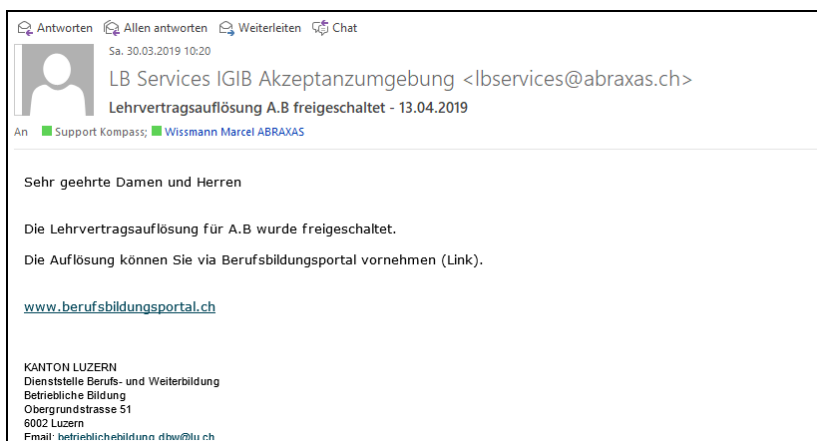 Antworten Allen antworten Weiterleiten Chat
Sa. 30.03.2019 10:20
LB Services IGIB Akzeptanzumgebung <lbservices@abraxas.ch>
Lehrvertragsauflösung A.B freigeschaltet - 13.04.2019
An Support Kompass; Wissmann Marcel ABRAXAS
Sehr geehrte Damen und Herren
Die Lehrvertragsauflösung für A.B wurde freigeschaltet.
Die Auflösung können Sie via Berufsbildungsportal vornehmen (Link).
www.berufsbildungsportal.ch
KANTON LUZERN
Dienststelle Berufs- und Weiterbildung
Betriebliche Bildung
Obergrundstrasse 51
6002 Luzern
Email: betrieblichebildung.dbw@lu.ch